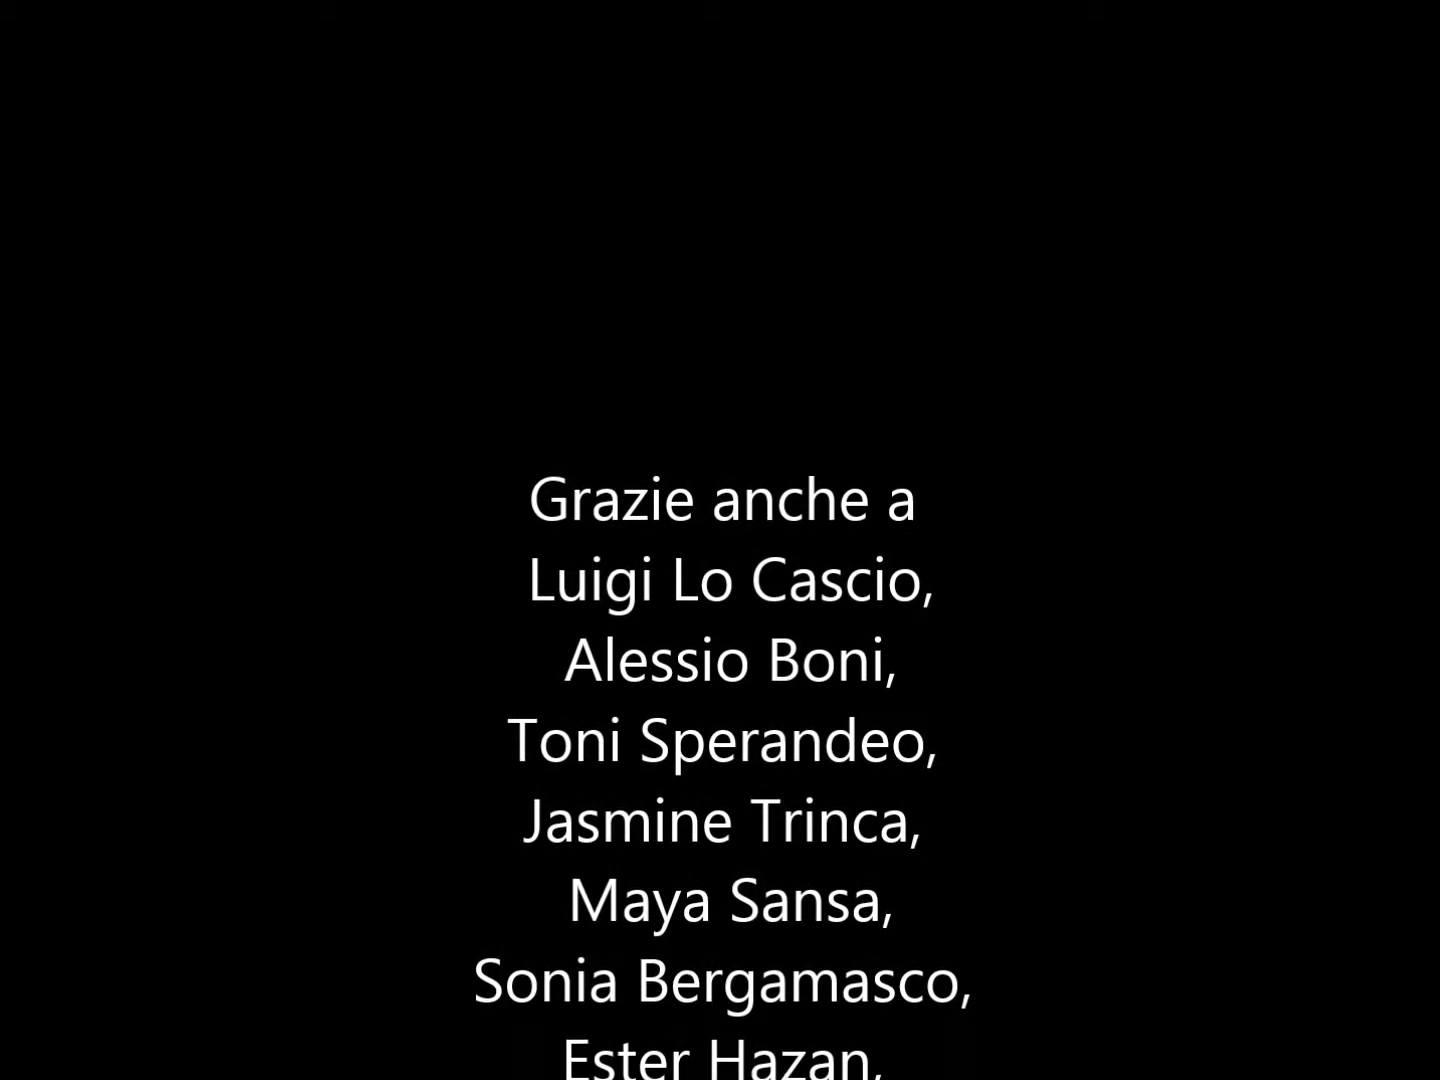 Grazie anche a
Luigi Lo Cascio,
Alessio Boni,
Toni Sperandeo,
Jasmine Trinca,
Maya Sansa,
Sonia Bergamasco,
Ester Hazan,